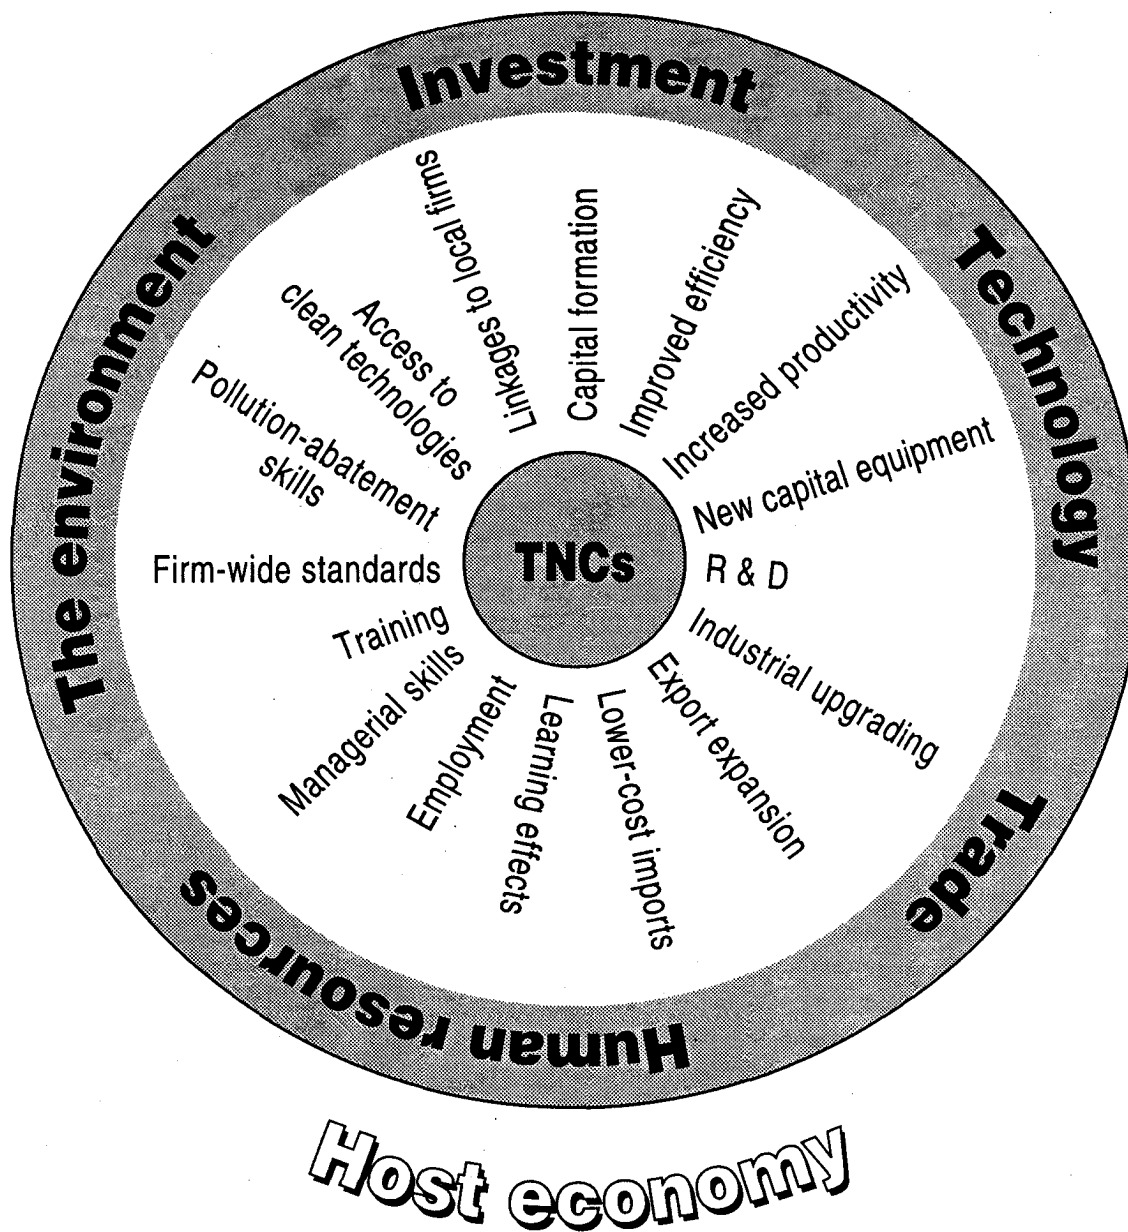 Investment
Technology
Trade
Human resources
The environment
Linkages to local firms
Capital formation
Improved efficiency
Increased productivity
New capital equipment
R & D
Industrial upgrading
Export expansion
Lower-cost imports
Learning effects
Employment
Managerial skills
Training
Firm-wide standards
Pollution-abatement
skills
Access to
clean technologies
TNCs
Host economy